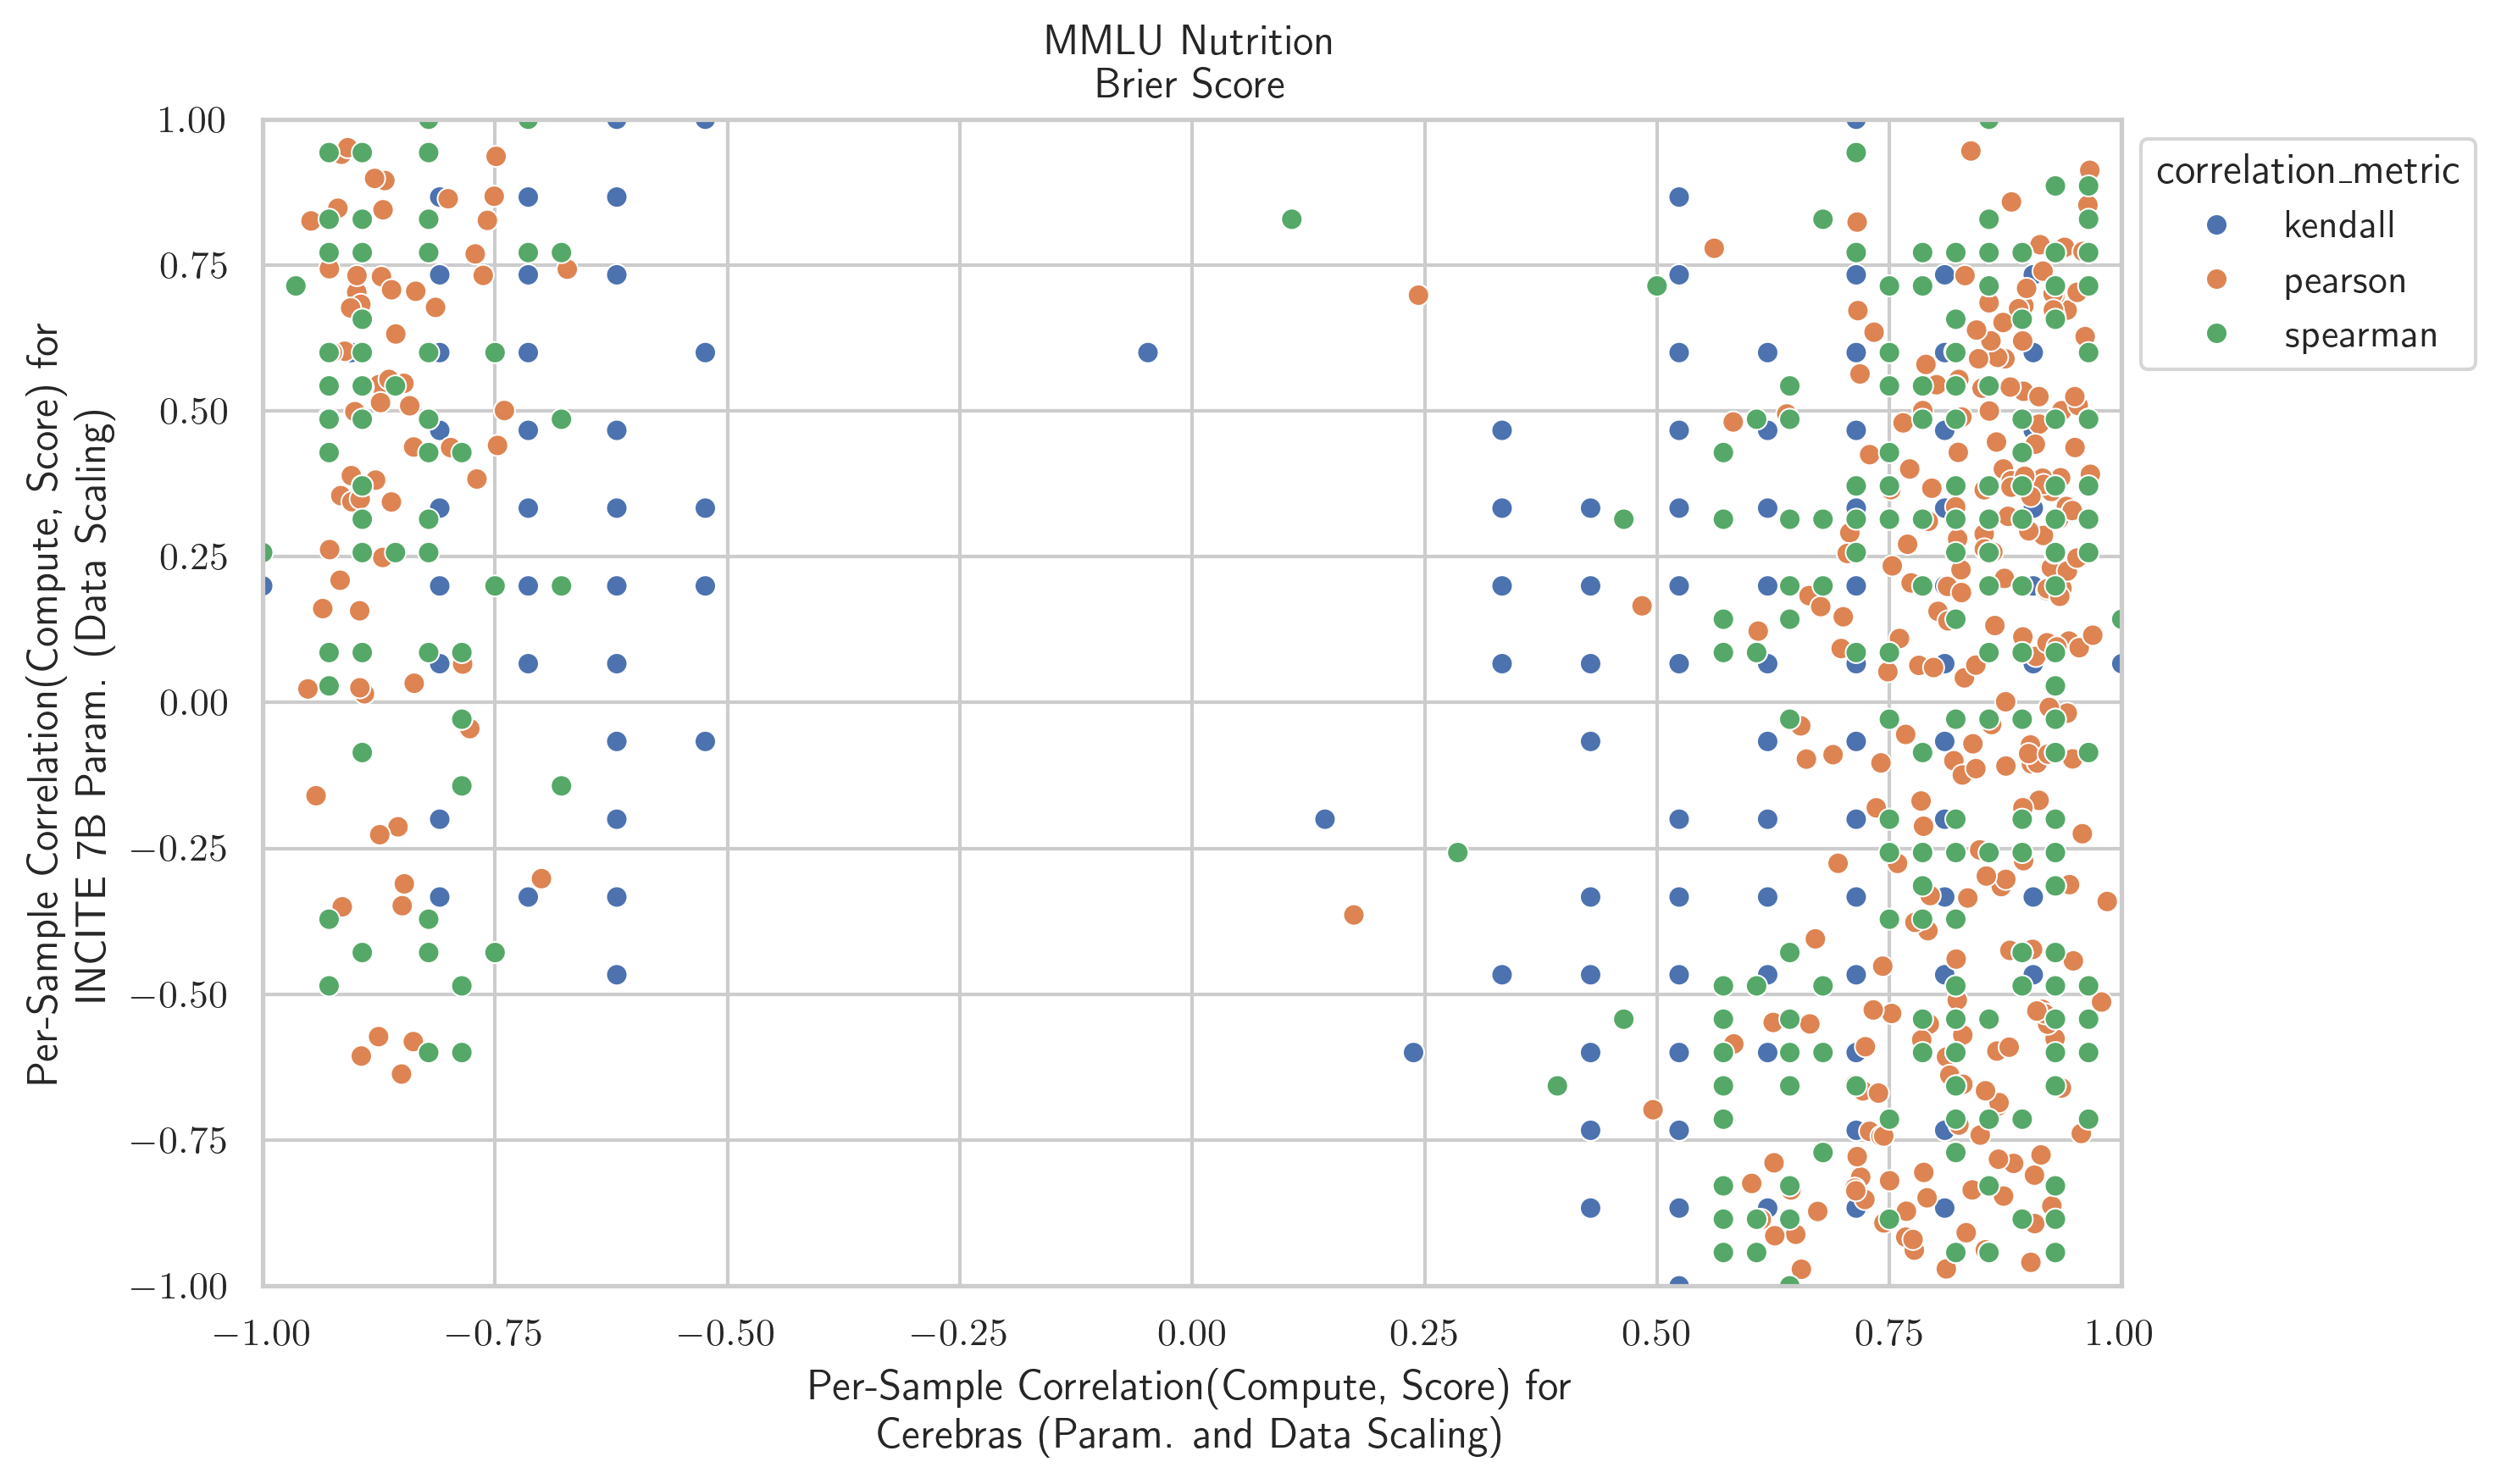 MMLU Nutrition
Brier Score
Per-Sample Correlation(Compute, Score) for
INCITE 7B Param. (Data Scaling)
1.00
0.75
0.50
0.25
0.00
−0.25
−0.50
−0.75
−1.00
−1.00 −0.75 −0.50 −0.25 0.00 0.25 0.50 0.75 1.00
Per-Sample Correlation(Compute, Score) for
Cerebras (Param. and Data Scaling)
correlation_metric
kendall
pearson
spearman